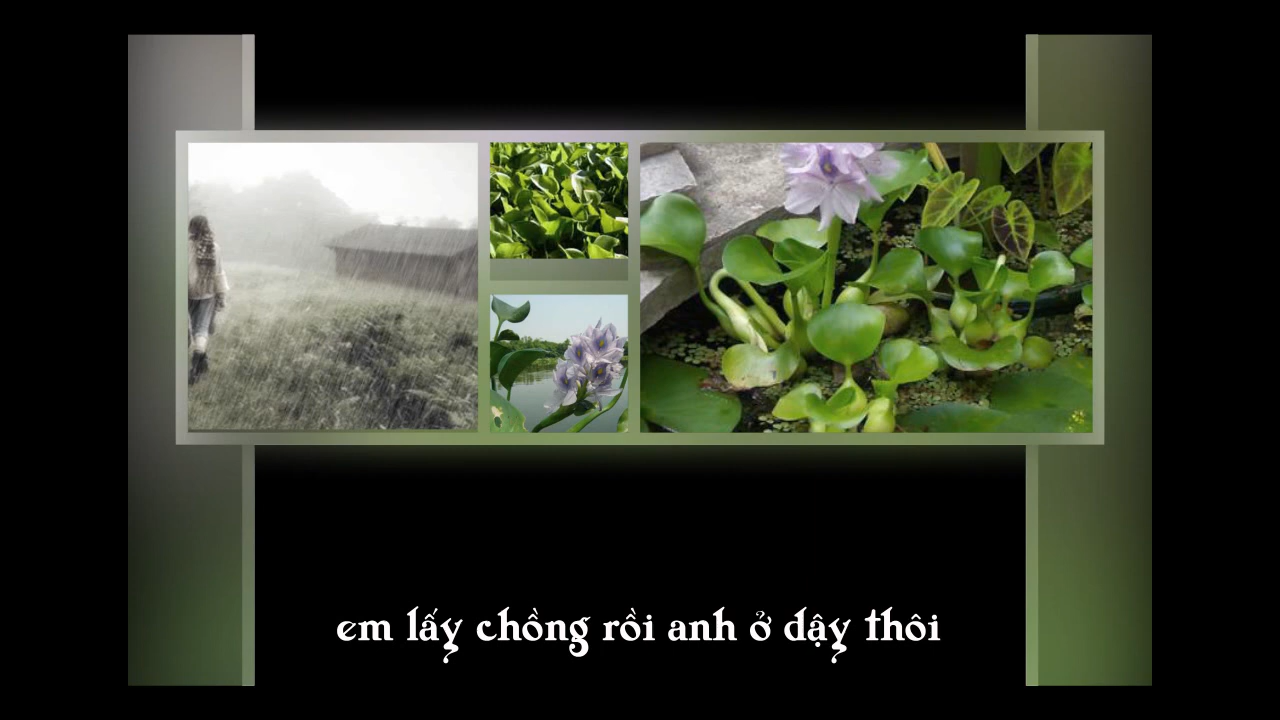 em lấy chồng rồi anh ở dậy thôi